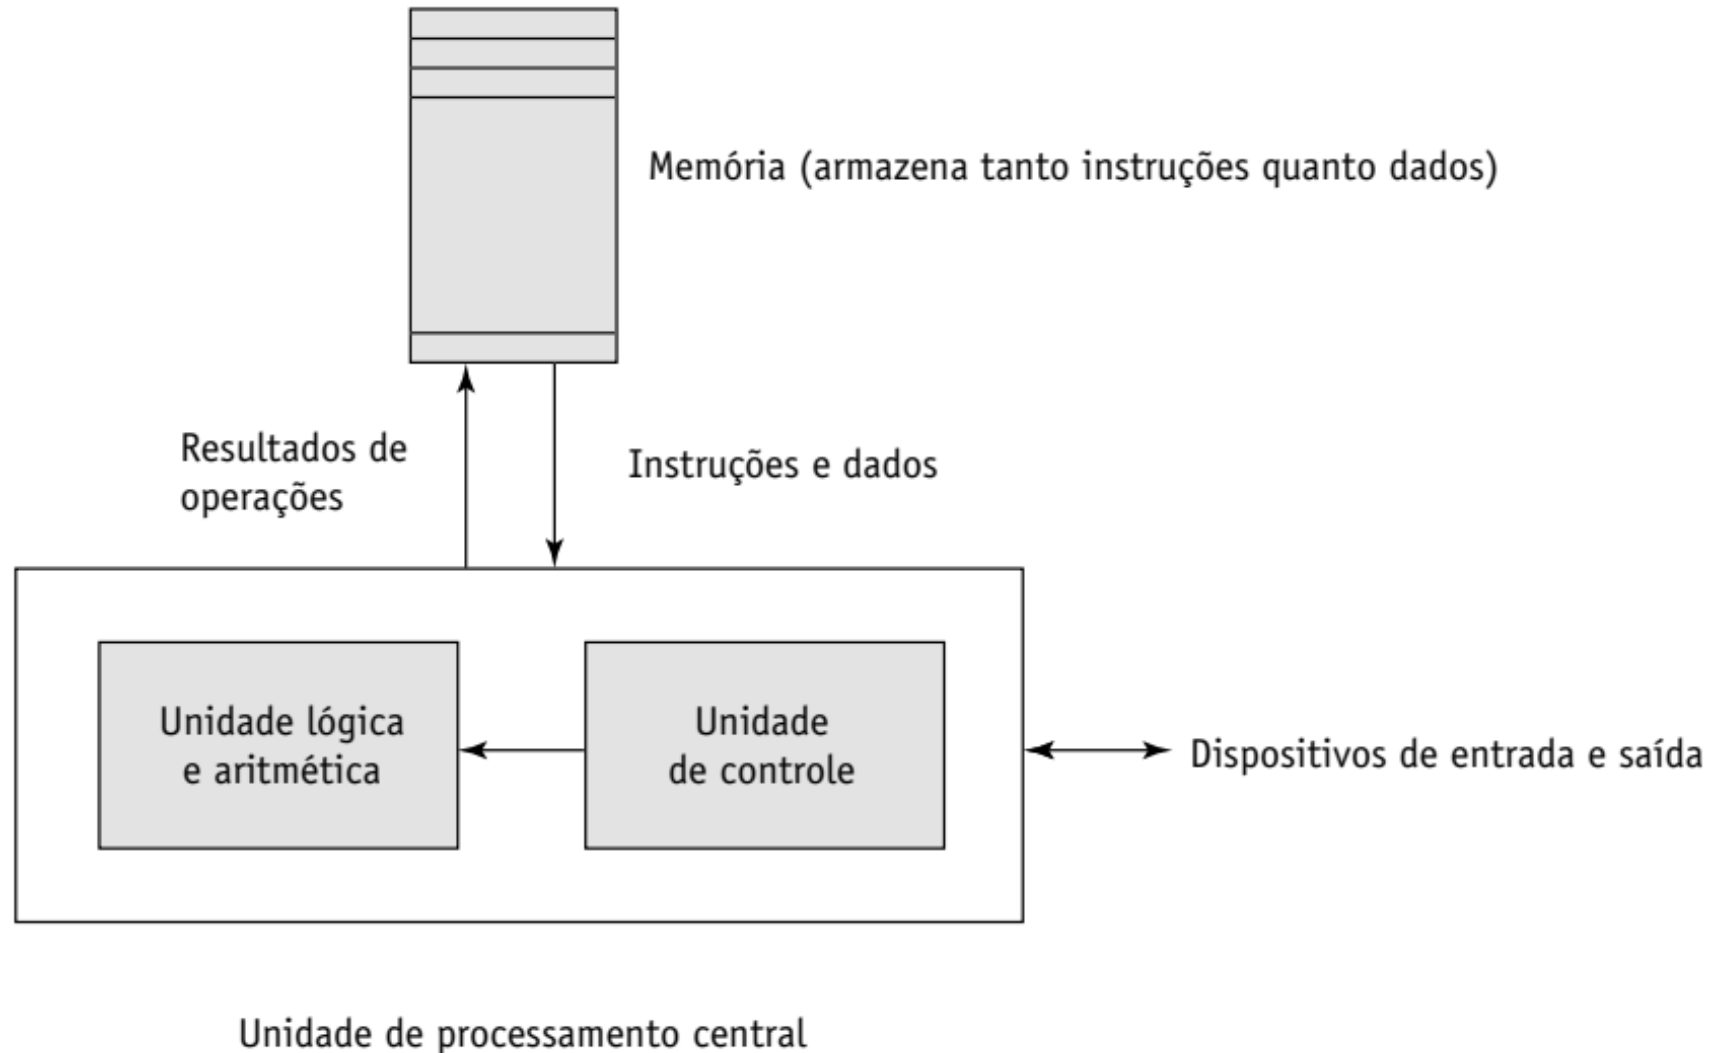 Memória (armazena tanto instruções quanto dados)
Resultados de
operações
Instruções e dados
Unidade lógica
e aritmética
Unidade
de controle
Dispositivos de entrada e saída
Unidade de processamento central